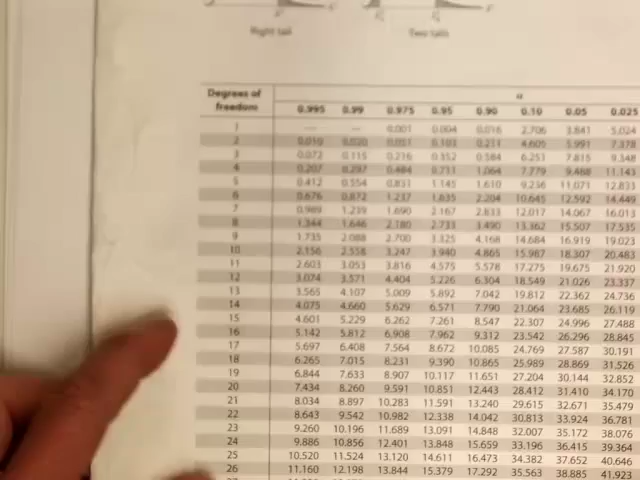 Right tail Two tails
Degrees of
freedom 0.995 0.99 0.975 0.95 0.90 0.10 0.05 0.025
α
1 — — 0.001 0.004 0.016 2.706 3.841 5.024
2 0.010 0.020 0.051 0.103 0.211 4.605 5.991 7.378
3 0.072 0.115 0.216 0.352 0.584 6.251 7.815 9.348
4 0.207 0.297 0.484 0.711 1.064 7.779 9.488 11.143
5 0.412 0.554 0.831 1.145 1.610 9.236 11.071 12.833
6 0.676 0.872 1.237 1.635 2.204 10.645 12.592 14.449
7 0.989 1.239 1.690 2.167 2.833 12.017 14.067 16.013
8 1.344 1.646 2.180 2.733 3.490 13.362 15.507 17.535
9 1.735 2.088 2.700 3.325 4.168 14.684 16.919 19.023
10 2.156 2.558 3.247 3.940 4.865 15.987 18.307 20.483
11 2.603 3.053 3.816 4.575 5.578 17.275 19.675 21.920
12 3.074 3.571 4.404 5.226 6.304 18.549 21.026 23.337
13 3.565 4.107 5.009 5.892 7.042 19.812 22.362 24.736
14 4.075 4.660 5.629 6.571 7.790 21.064 23.685 26.119
15 4.601 5.229 6.262 7.261 8.547 22.307 24.996 27.488
16 5.142 5.812 6.908 7.962 9.312 23.542 26.296 28.845
17 5.697 6.408 7.564 8.672 10.085 24.769 27.587 30.191
18 6.265 7.015 8.231 9.390 10.865 25.989 28.869 31.526
19 6.844 7.633 8.907 10.117 11.651 27.204 30.144 32.852
20 7.434 8.260 9.591 10.851 12.443 28.412 31.410 34.170
21 8.034 8.897 10.283 11.591 13.240 29.615 32.671 35.479
22 8.643 9.542 10.982 12.338 14.042 30.813 33.924 36.781
23 9.260 10.196 11.689 13.091 14.848 32.007 35.172 38.076
24 9.886 10.856 12.401 13.848 15.659 33.196 36.415 39.364
25 10.520 11.524 13.120 14.611 16.473 34.382 37.652 40.646
26 11.160 12.198 13.844 15.379 17.292 35.563 38.885 41.923